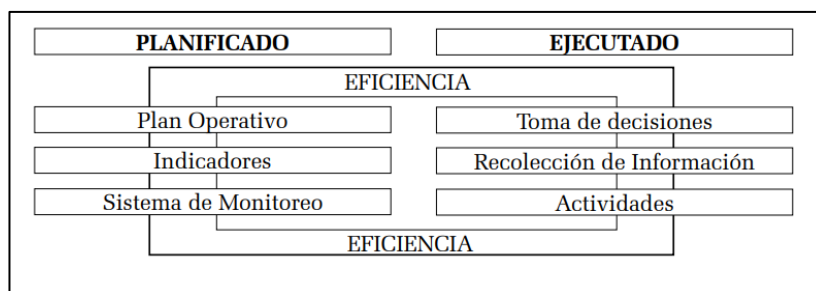 PLANIFICADO
EJECUTADO
EFICIENCIA
Plan Operativo
Toma de decisiones
Indicadores
Recolección de Información
Sistema de Monitoreo
Actividades
EFICIENCIA